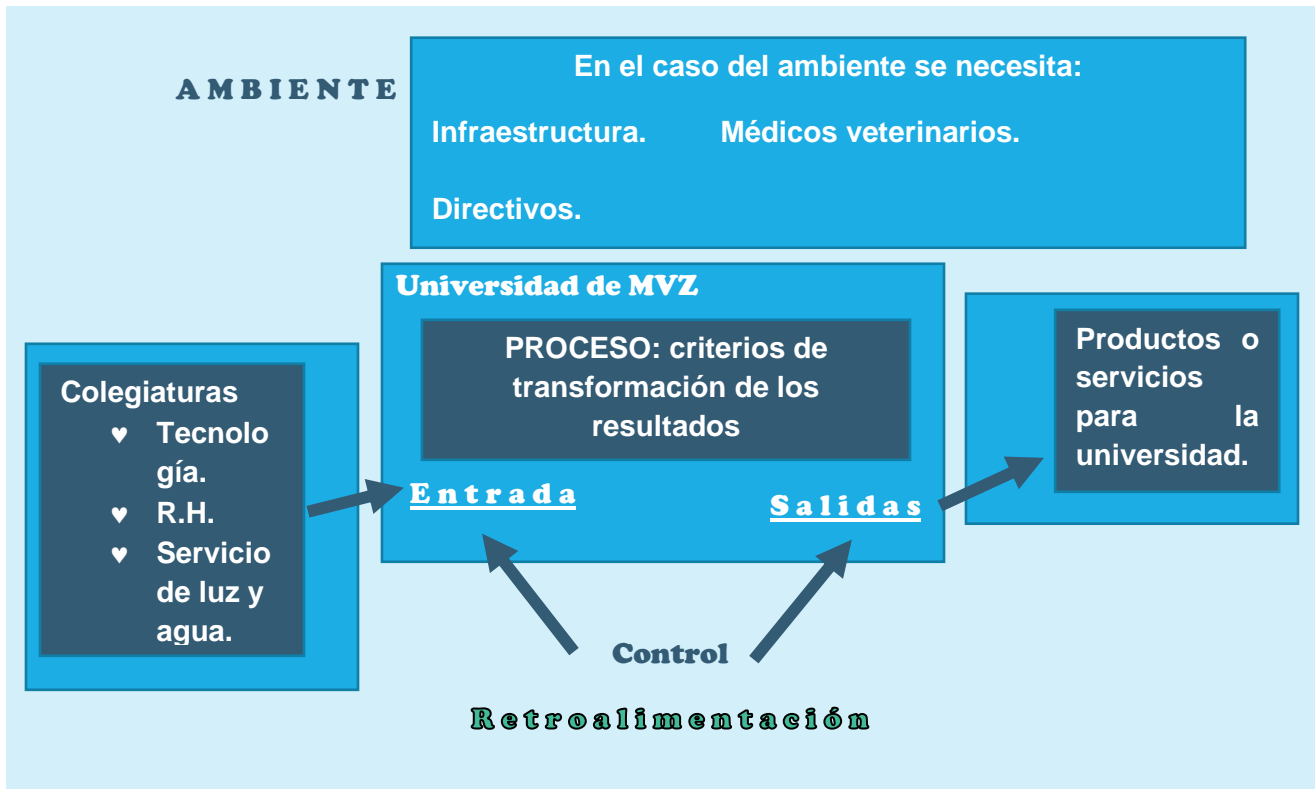 AMBIENTE
En el caso del ambiente se necesita:
Infraestructura. Médicos veterinarios.
Directivos.
Universidad de MVZ
PROCESO: criterios de
transformación de los
resultados
Entrada
Salidas
Colegiaturas
♥ Tecnolo
gía.
♥ R.H.
♥ Servicio
de luz y
agua.
Productos o
servicios
para la
universidad.
Control
Retroalimentación